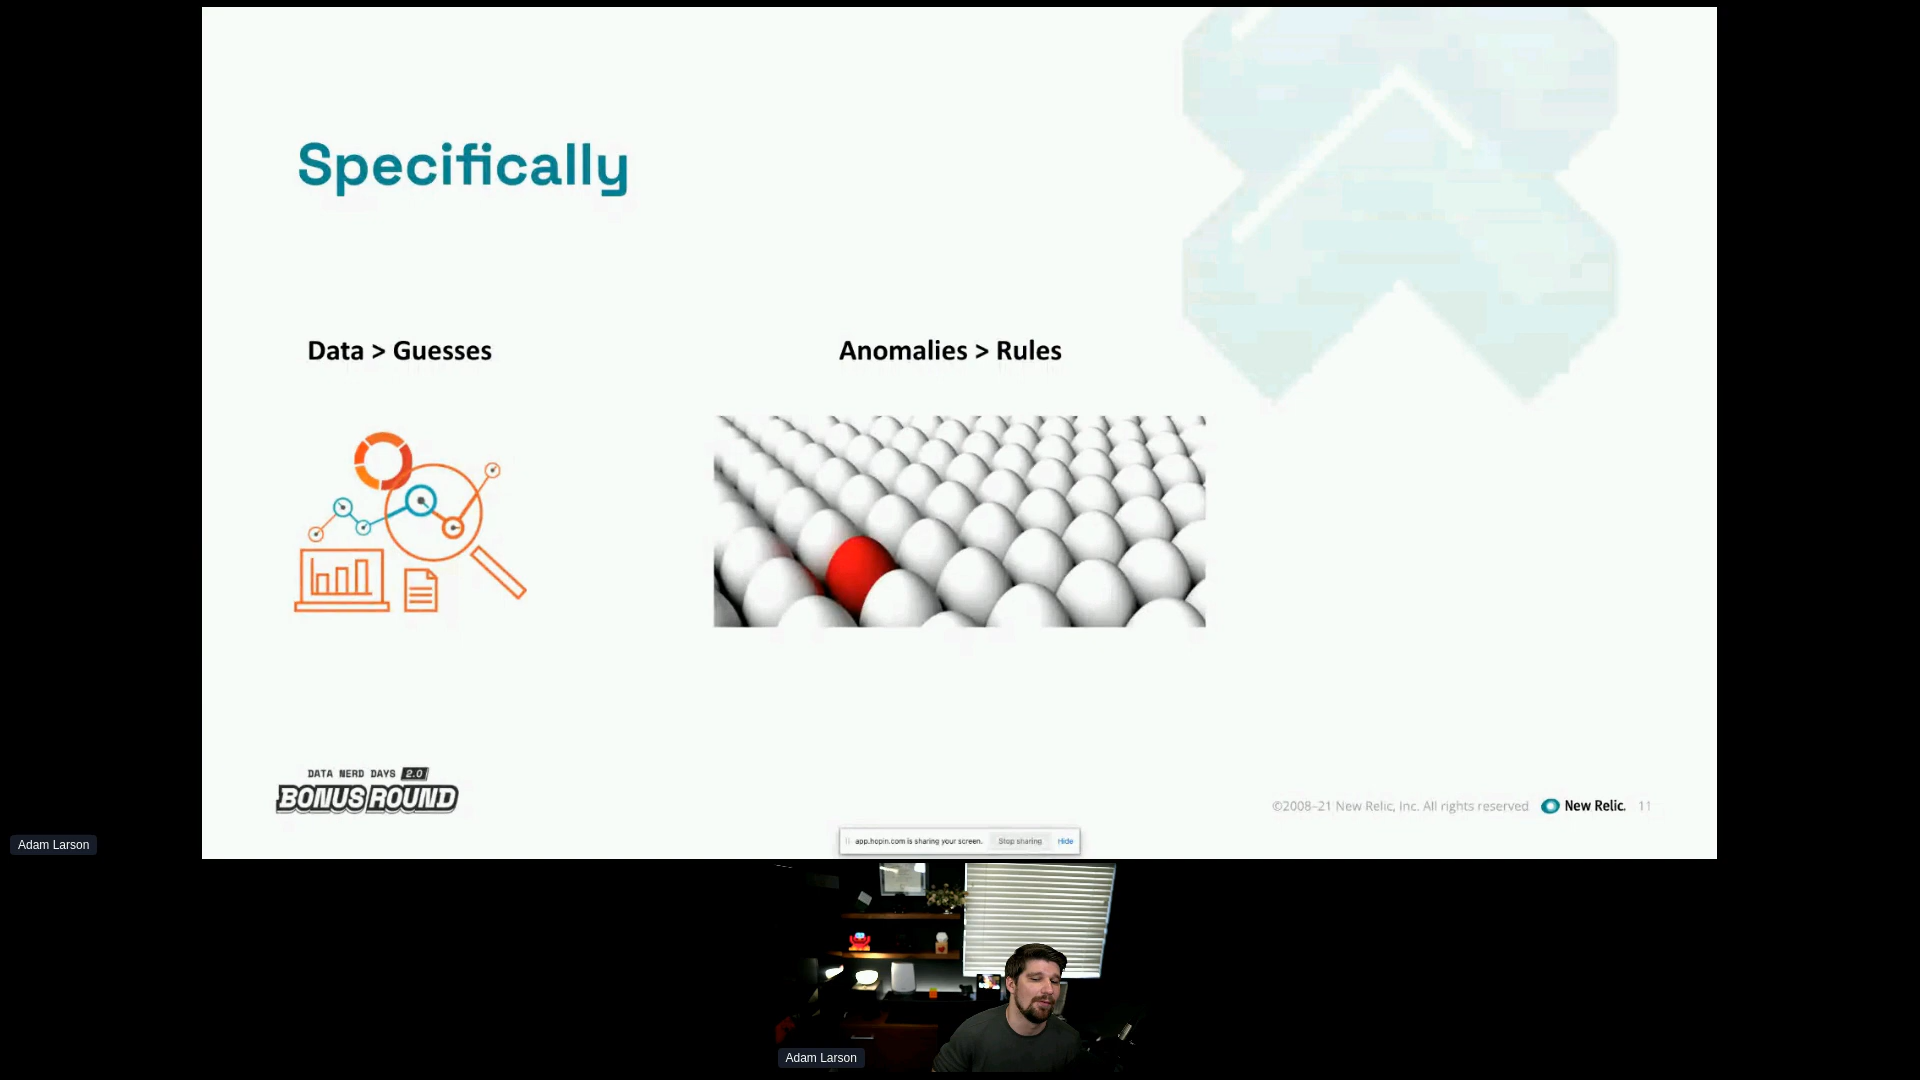 Specifically
Data > Guesses
Anomalies > Rules
DATA NERD DAYS 2.0
BONUS ROUND
©2008–21 New Relic, Inc. All rights reserved
New Relic.
11
app.hopin.com is sharing your screen.
Stop sharing
Hide
Adam Larson
Adam Larson